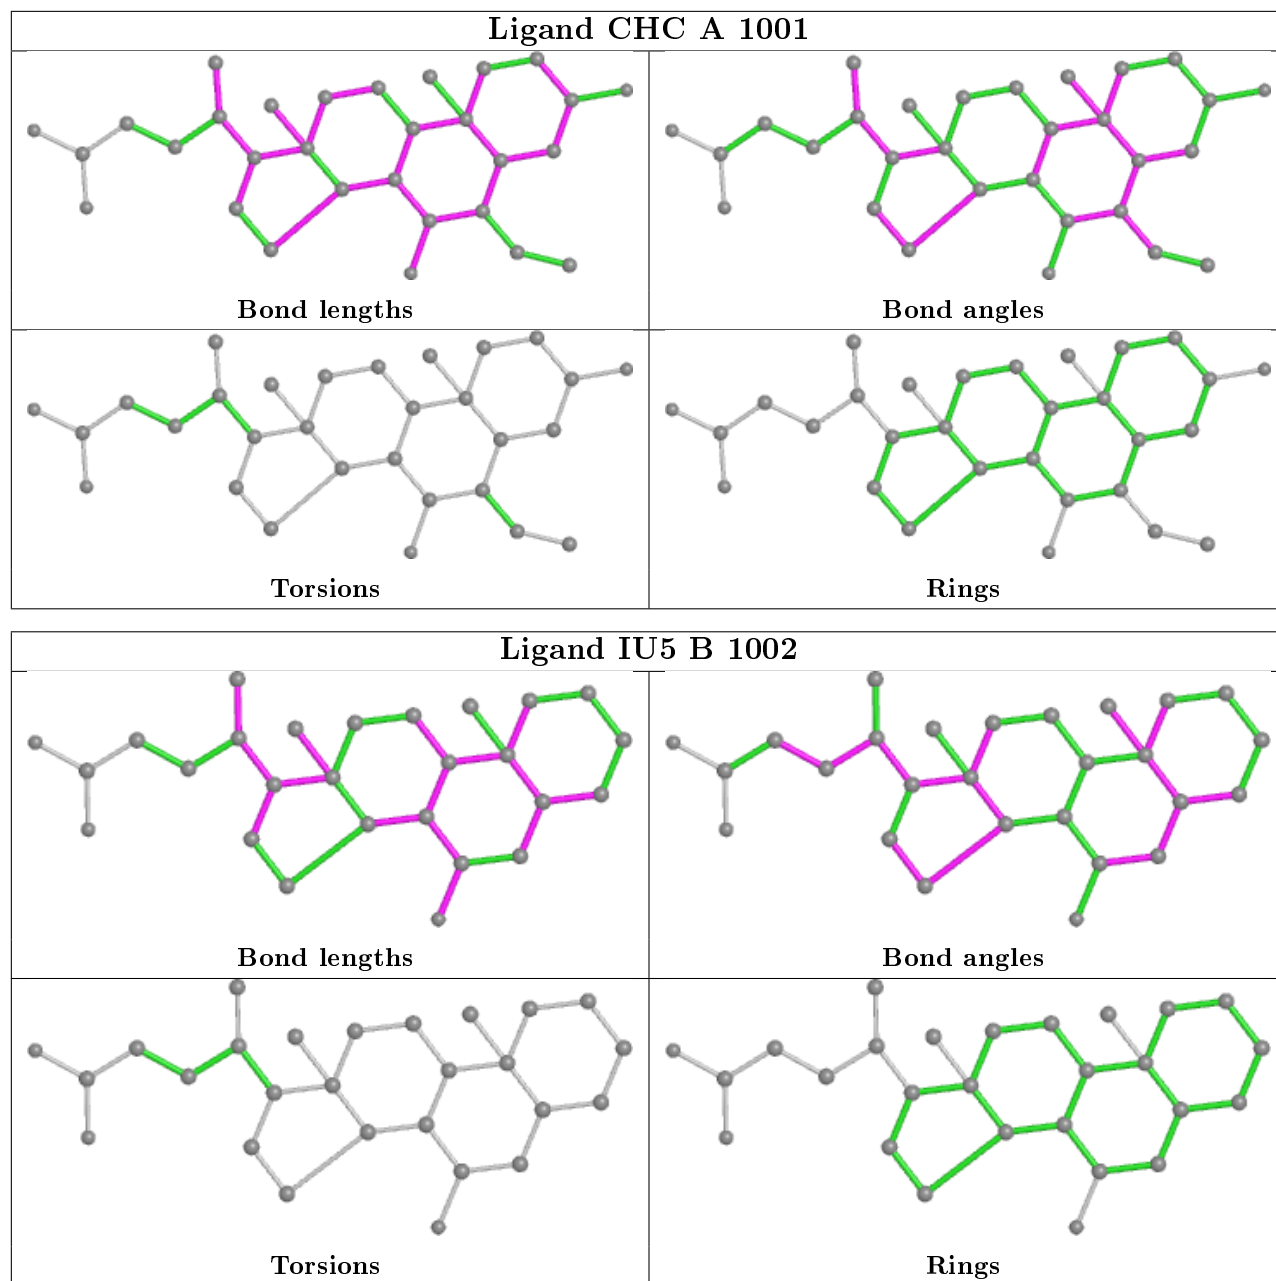 Ligand CHC A 1001
Bond lengths
Bond angles
Torsions
Rings
Ligand IU5 B 1002
Bond lengths
Bond angles
Torsions
Rings